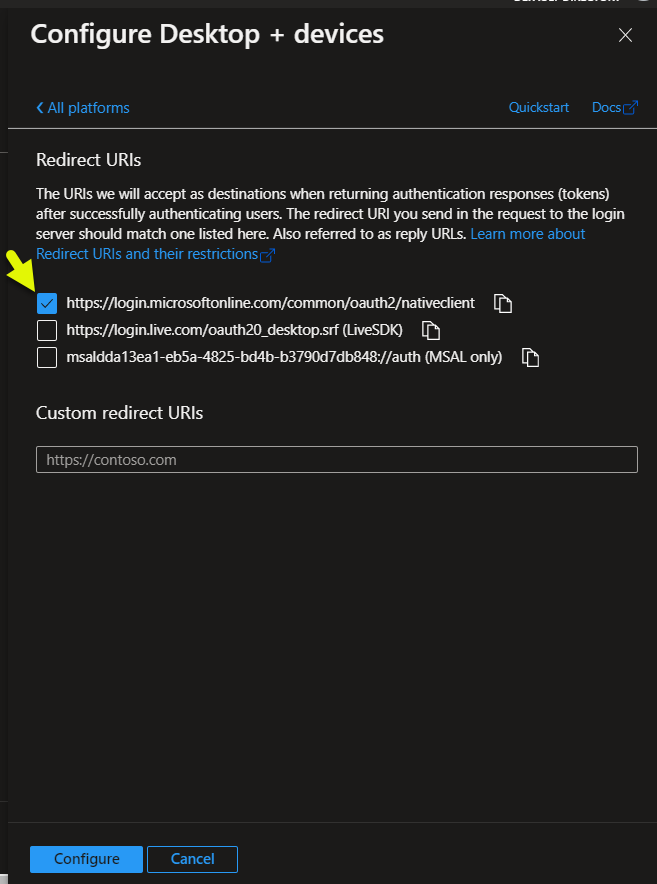 Configure Desktop + devices
All platforms
Quickstart
Docs
Redirect URIs
The URIs we will accept as destinations when returning authentication responses (tokens)
after successfully authenticating users. The redirect URI you send in the request to the login
server should match one listed here. Also referred to as reply URLs. Learn more about
Redirect URIs and their restrictions
https://login.microsoftonline.com/common/oauth2/nativeclient
https://login.live.com/oauth20_desktop.srf (LiveSDK)
msaldda13ea1-eb5a-4825-bd4b-b3790d7db848://auth (MSAL only)
Custom redirect URIs
https://contoso.com
Configure
Cancel